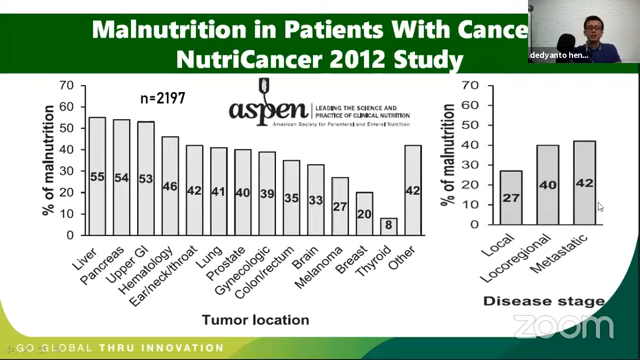 Malnutrition in Patients With Cance
NutriCancer 2012 Study
dedyanto hen...
n=2197
aspen
LEADING THE SCIENCE AND
PRACTICE OF CLINICAL NUTRITION
American Society for Parenteral and Enteral Nutrition
% of malnutrition
70
60
50
40
30
20
10
0
55
54
53
46
42
41
40
39
35
33
27
20
8
42
Liver
Pancreas
Upper GI
Hematology
Ear/neck/throat
Lung
Prostate
Gynecologic
Colon/rectum
Brain
Melanoma
Breast
Thyroid
Other
Tumor location
% of malnutrition
70
60
50
40
30
20
10
0
27
40
42
Local
Locoregional
Metastatic
Disease stage
GO GLOBAL THRU INNOVATION
zoom